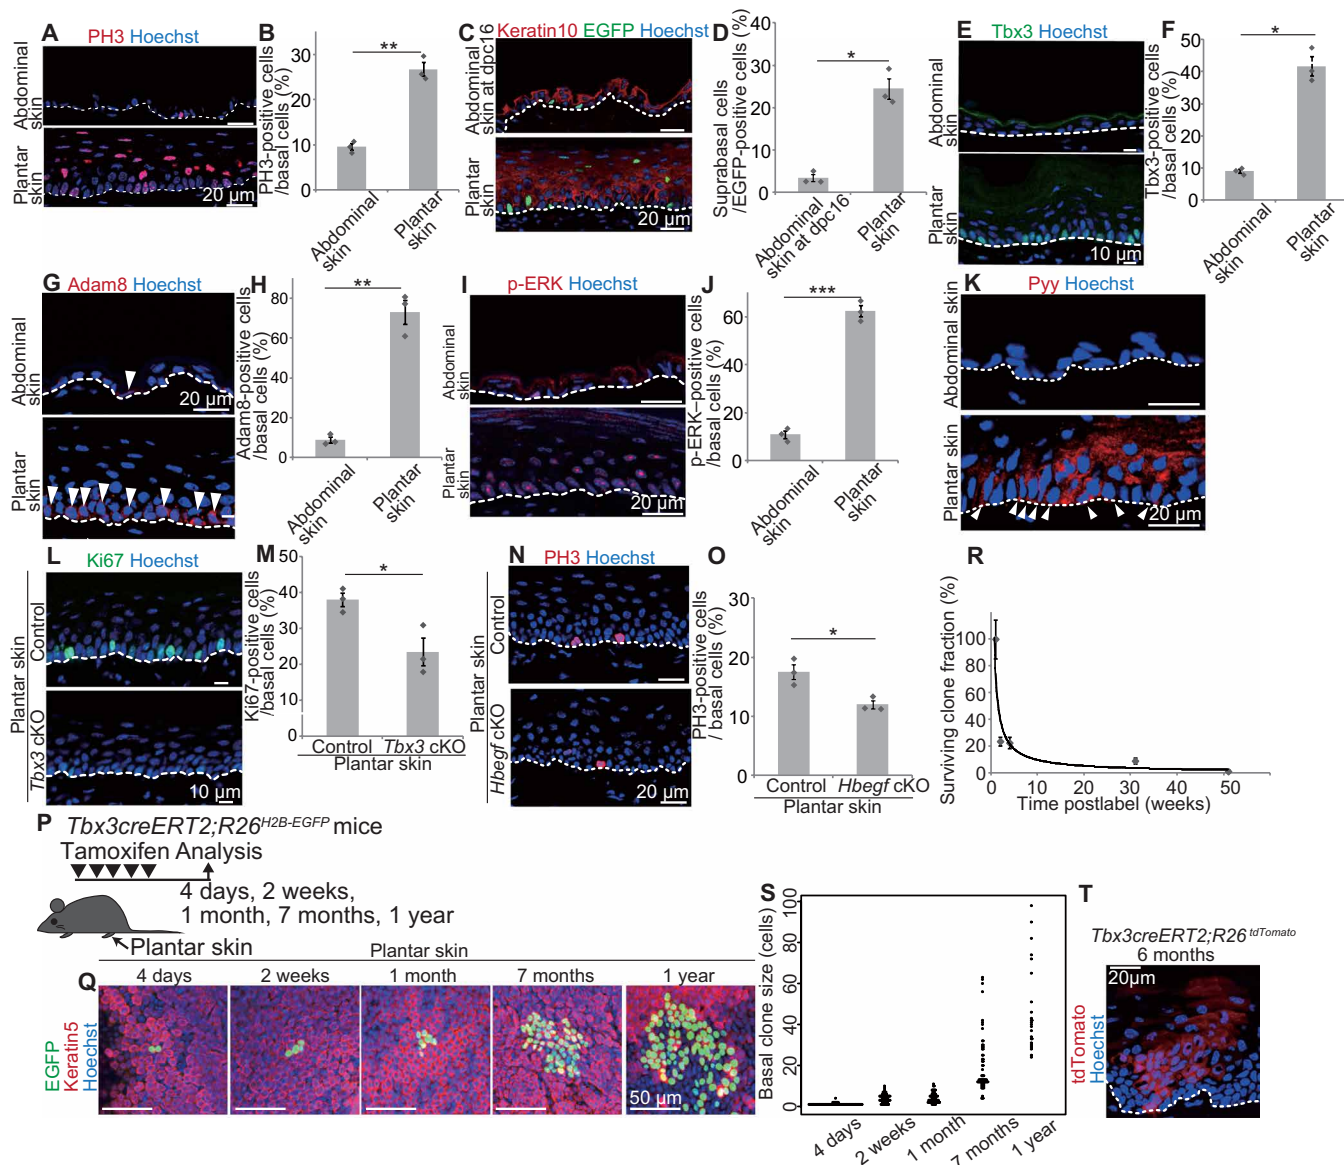 A
PH3 Hoechst
Abdominal skin
Plantar skin
20 μm
B
PH3-positive cells /basal cells (%)
30
20
10
0
**
Abdominal skin
Plantar skin
C
Keratin10 EGFP Hoechst
Abdominal skin at dpc16
Plantar skin
20 μm
D
Suprabasal cells /EGFP-positive cells (%)
40
30
20
10
0
*
Abdominal skin at dpc16
Plantar skin
E
Tbx3 Hoechst
Abdominal skin
Plantar skin
10 μm
F
Tbx3-positive cells /basal cells (%)
50
40
30
20
10
0
*
Abdominal skin
Plantar skin
G
Adam8 Hoechst
Abdominal skin
20 μm
Plantar skin
H
Adam8-positive cells /basal cells (%)
80
60
40
20
0
**
Abdominal skin
Plantar skin
I
p-ERK Hoechst
Abdominal skin
Plantar skin
20 μm
J
p-ERK–positive cells /basal cells (%)
60
40
20
0
***
Abdominal skin
Plantar skin
K
Pyy Hoechst
Abdominal skin
Plantar skin
20 μm
L
Ki67 Hoechst
Plantar skin
Control
Tbx3 cKO
10 μm
M
Ki67-positive cells /basal cells (%)
50
40
30
20
10
0
*
Control Tbx3 cKO
Plantar skin
N
PH3 Hoechst
Plantar skin
Control
Hbegf cKO
20 μm
O
PH3-positive cells / basal cells (%)
30
20
10
0
*
Control Hbegf cKO
Plantar skin
R
Surviving clone fraction (%)
100
80
60
40
20
0
0 10 20 30 40 50
Time postlabel (weeks)
P
Tbx3creERT2;R26H2B-EGFP mice
Tamoxifen Analysis
4 days, 2 weeks,
1 month, 7 months, 1 year
Plantar skin
Q
Plantar skin
4 days 2 weeks 1 month 7 months 1 year
EGFP
Keratin5
Hoechst
50 μm
S
Basal clone size (cells)
100
80
60
40
20
0
4 days 2 weeks 1 month 7 months 1 year
T
Tbx3creERT2;R26tdTomato
6 months
20μm
tdTomato
Hoechst